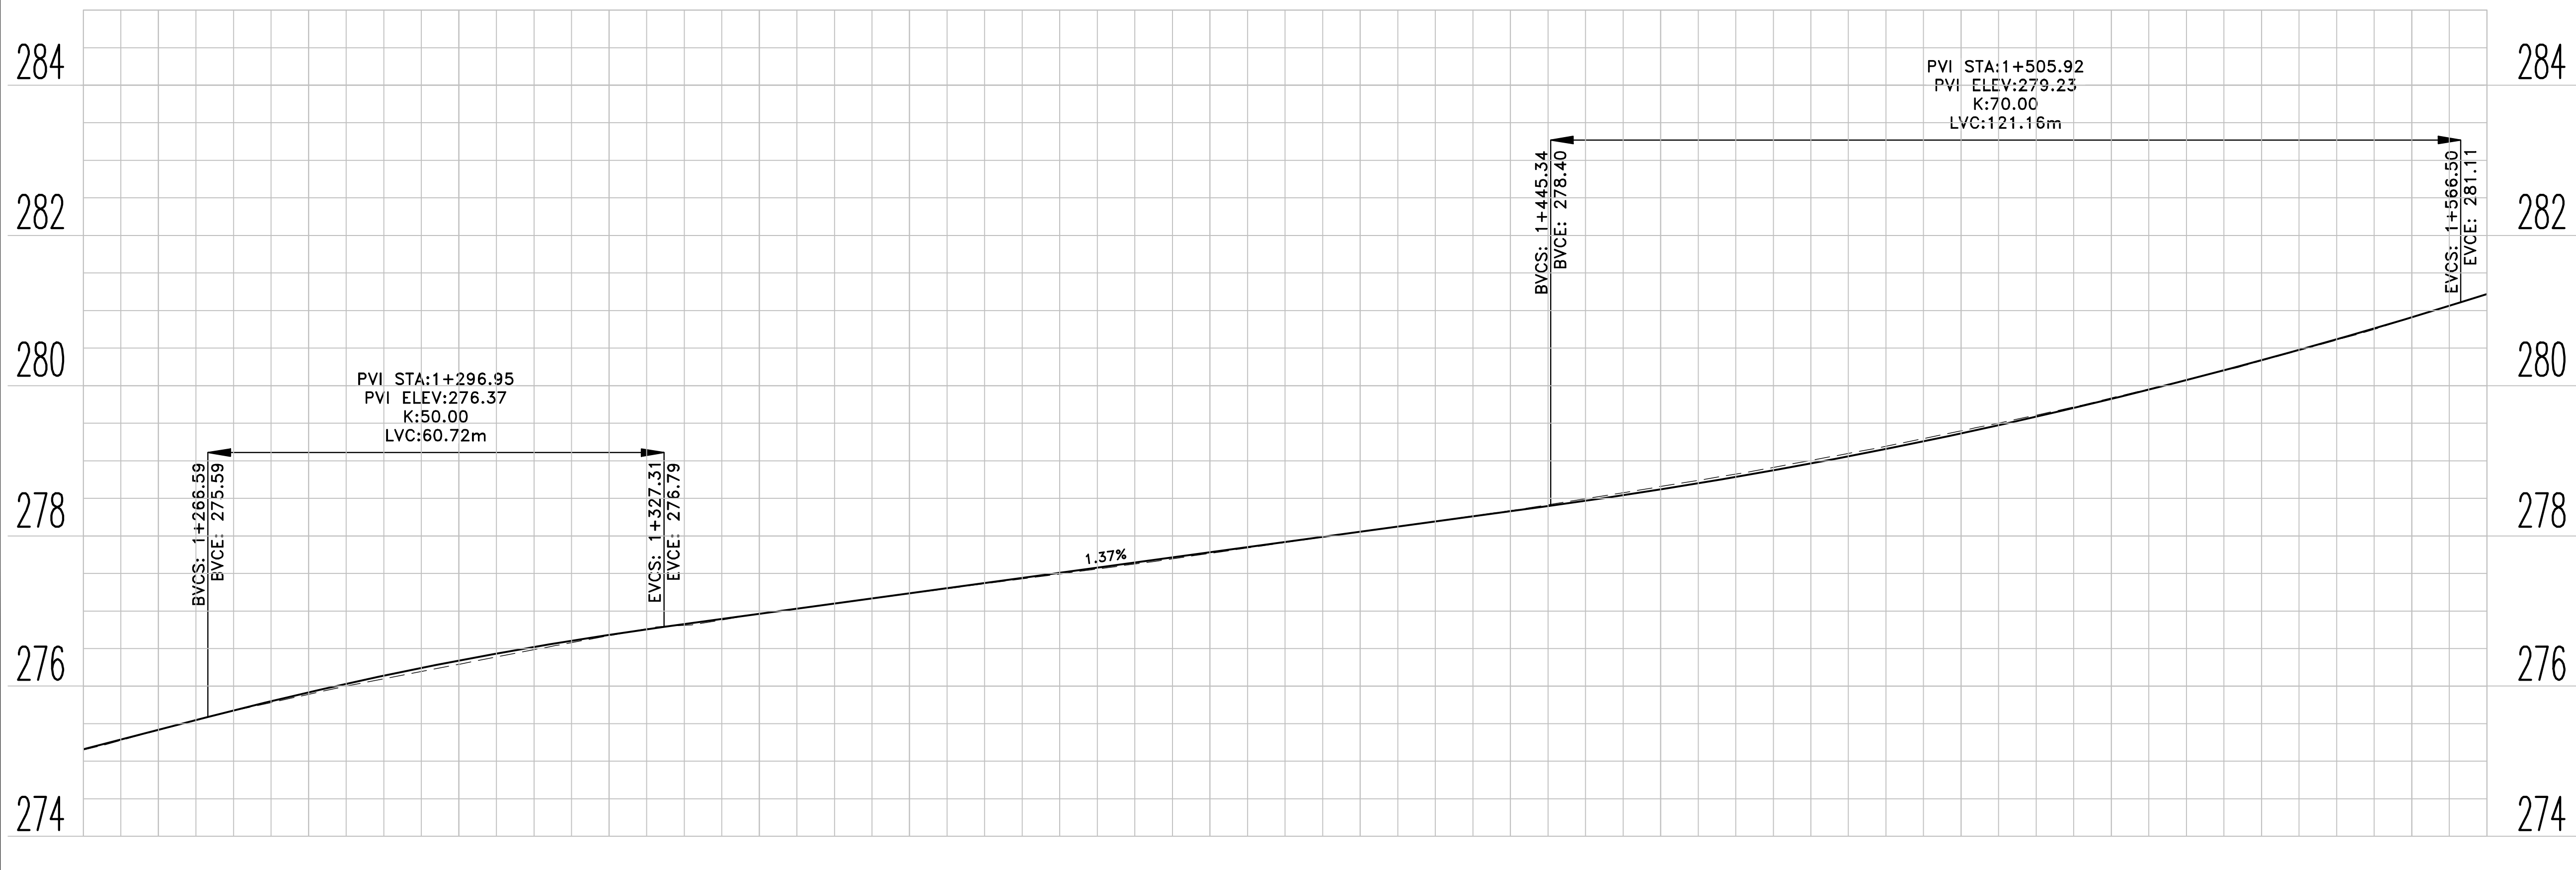 284
282
280
278
276
274
PVI STA:1+296.95
PVI ELEV:276.37
K:50.00
LVC:60.72m
BVCS: 1+266.59
BVCE: 275.59
EVCS: 1+327.31
EVCE: 276.79
1.37%
PVI STA:1+505.92
PVI ELEV:279.23
K:70.00
LVC:121.16m
BVCS: 1+445.34
BVCE: 278.40
EVCS: 1+566.50
EVCE: 281.11
284
282
280
278
276
274